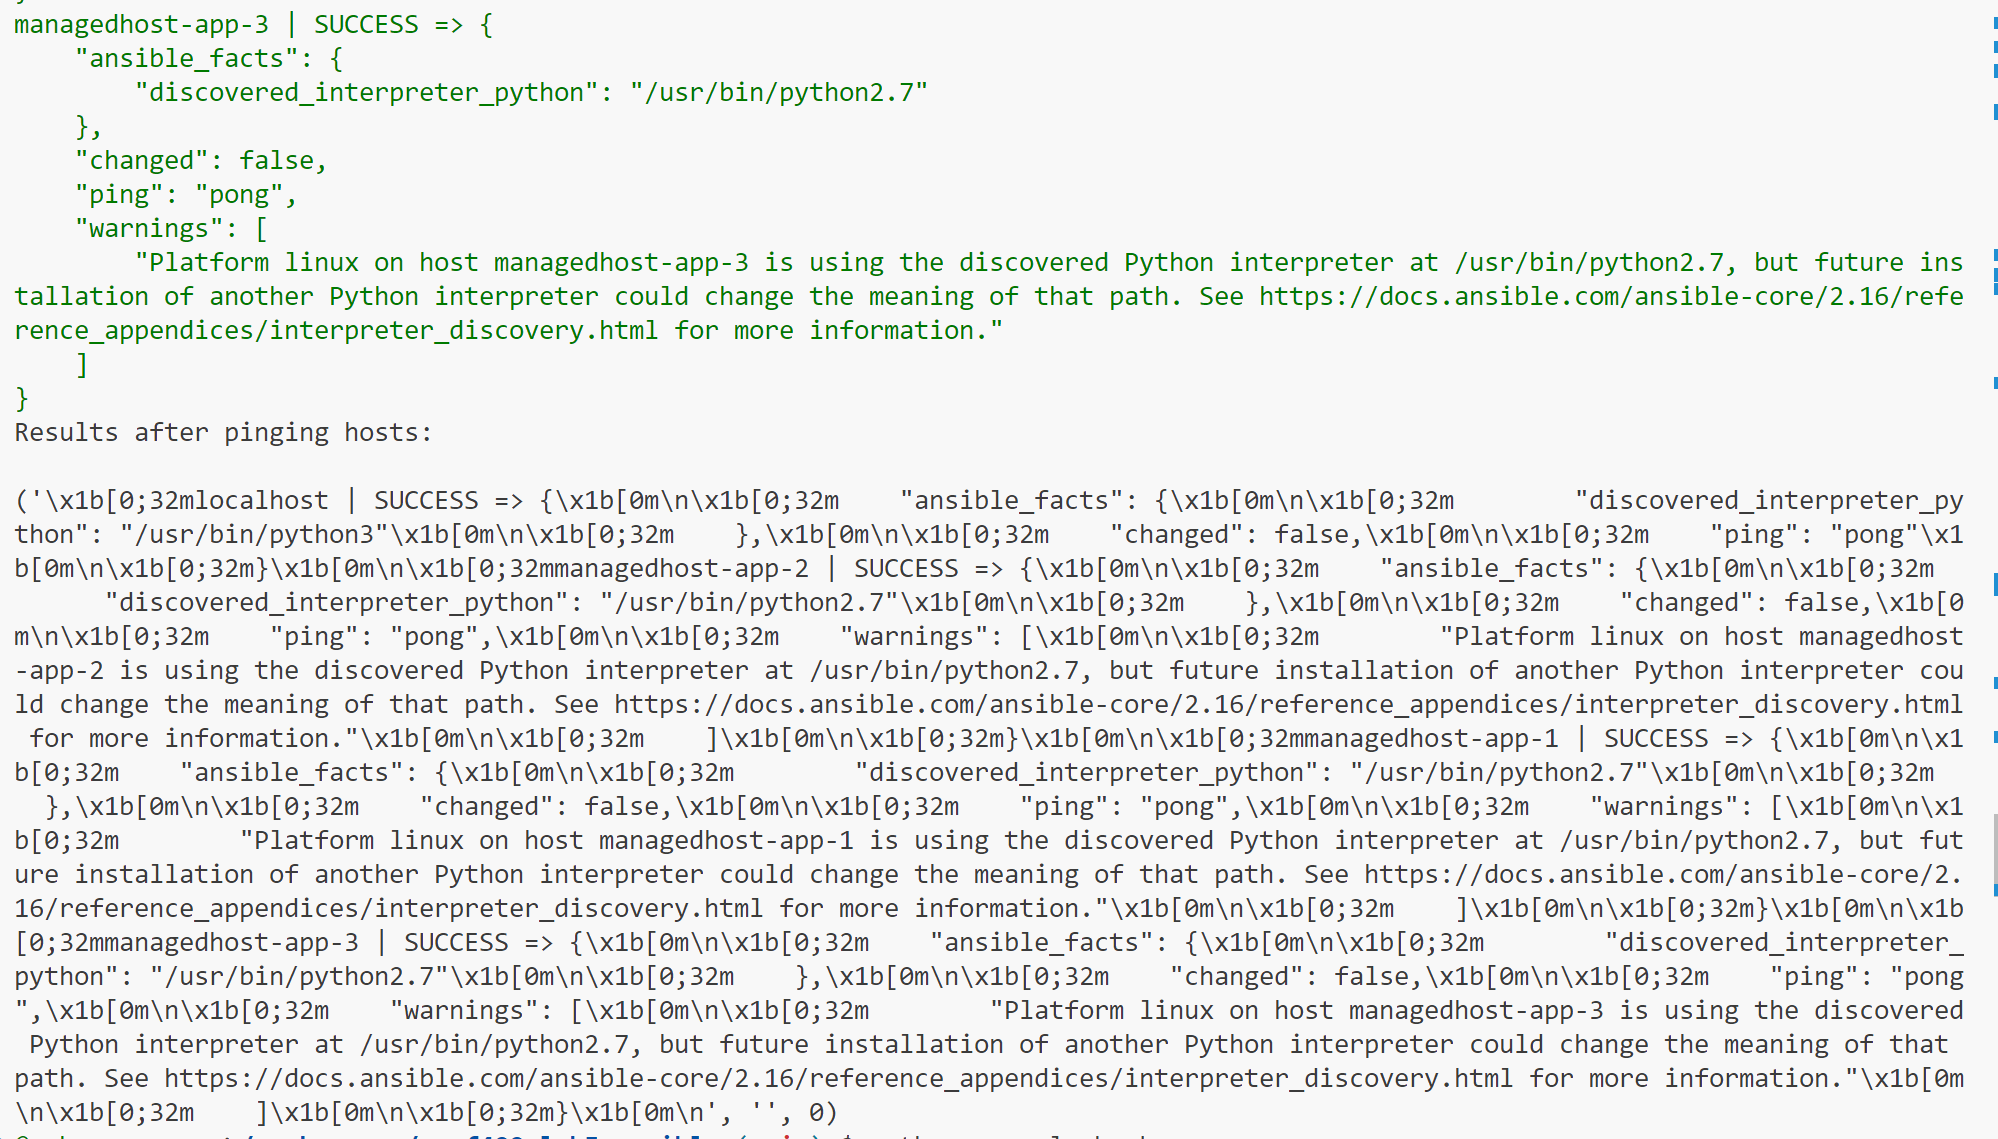 managedhost-app-3 | SUCCESS => {
    "ansible_facts": {
        "discovered_interpreter_python": "/usr/bin/python2.7"
    },
    "changed": false,
    "ping": "pong",
    "warnings": [
        "Platform linux on host managedhost-app-3 is using the discovered Python interpreter at /usr/bin/python2.7, but future ins
tallation of another Python interpreter could change the meaning of that path. See https://docs.ansible.com/ansible-core/2.16/refe
rence_appendices/interpreter_discovery.html for more information."
    ]
}
Results after pinging hosts:

('\x1b[0;32mlocalhost | SUCCESS => {\x1b[0m\n\x1b[0;32m    "ansible_facts": {\x1b[0m\n\x1b[0;32m        "discovered_interpreter_py
thon": "/usr/bin/python3"\x1b[0m\n\x1b[0;32m    },\x1b[0m\n\x1b[0;32m    "changed": false,\x1b[0m\n\x1b[0;32m    "ping": "pong"\x1
b[0m\n\x1b[0;32m}\x1b[0m\n\x1b[0;32mmanagedhost-app-2 | SUCCESS => {\x1b[0m\n\x1b[0;32m    "ansible_facts": {\x1b[0m\n\x1b[0;32m
      "discovered_interpreter_python": "/usr/bin/python2.7"\x1b[0m\n\x1b[0;32m    },\x1b[0m\n\x1b[0;32m    "changed": false,\x1b[0
m\n\x1b[0;32m    "ping": "pong",\x1b[0m\n\x1b[0;32m    "warnings": [\x1b[0m\n\x1b[0;32m        "Platform linux on host managedhost
-app-2 is using the discovered Python interpreter at /usr/bin/python2.7, but future installation of another Python interpreter cou
ld change the meaning of that path. See https://docs.ansible.com/ansible-core/2.16/reference_appendices/interpreter_discovery.html
 for more information."\x1b[0m\n\x1b[0;32m    ]\x1b[0m\n\x1b[0;32m}\x1b[0m\n\x1b[0;32mmanagedhost-app-1 | SUCCESS => {\x1b[0m\n\x1
b[0;32m    "ansible_facts": {\x1b[0m\n\x1b[0;32m        "discovered_interpreter_python": "/usr/bin/python2.7"\x1b[0m\n\x1b[0;32m
  },\x1b[0m\n\x1b[0;32m    "changed": false,\x1b[0m\n\x1b[0;32m    "ping": "pong",\x1b[0m\n\x1b[0;32m    "warnings": [\x1b[0m\n\x1
b[0;32m        "Platform linux on host managedhost-app-1 is using the discovered Python interpreter at /usr/bin/python2.7, but fut
ure installation of another Python interpreter could change the meaning of that path. See https://docs.ansible.com/ansible-core/2.
16/reference_appendices/interpreter_discovery.html for more information."\x1b[0m\n\x1b[0;32m    ]\x1b[0m\n\x1b[0;32m}\x1b[0m\n\x1b
[0;32mmanagedhost-app-3 | SUCCESS => {\x1b[0m\n\x1b[0;32m    "ansible_facts": {\x1b[0m\n\x1b[0;32m        "discovered_interpreter_
python": "/usr/bin/python2.7"\x1b[0m\n\x1b[0;32m    },\x1b[0m\n\x1b[0;32m    "changed": false,\x1b[0m\n\x1b[0;32m    "ping": "pong
",\x1b[0m\n\x1b[0;32m    "warnings": [\x1b[0m\n\x1b[0;32m        "Platform linux on host managedhost-app-3 is using the discovered
 Python interpreter at /usr/bin/python2.7, but future installation of another Python interpreter could change the meaning of that
path. See https://docs.ansible.com/ansible-core/2.16/reference_appendices/interpreter_discovery.html for more information."\x1b[0m
\n\x1b[0;32m    ]\x1b[0m\n\x1b[0;32m}\x1b[0m\n', '', 0)